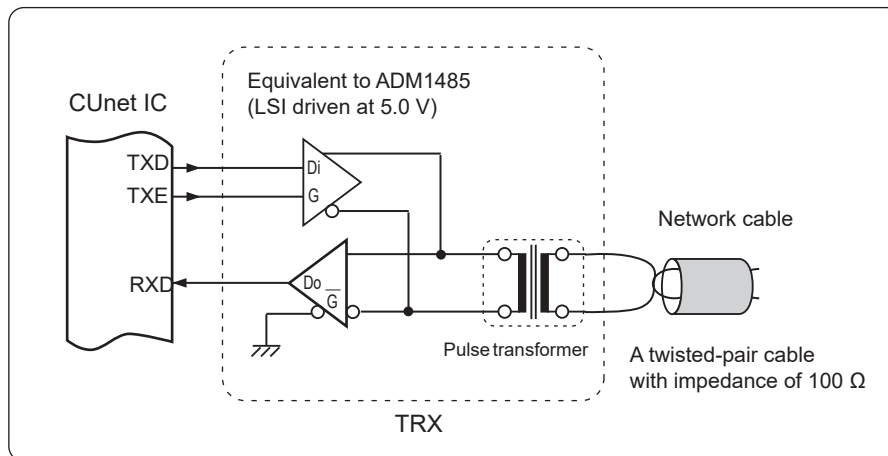 Equivalent to ADM1485
(LSI driven at 5.0 V)
CUnet IC
TXD
Di
TXE
G
Network cable
RXD
Do
G
Pulse transformer
A twisted-pair cable
with impedance of 100 Ω
TRX